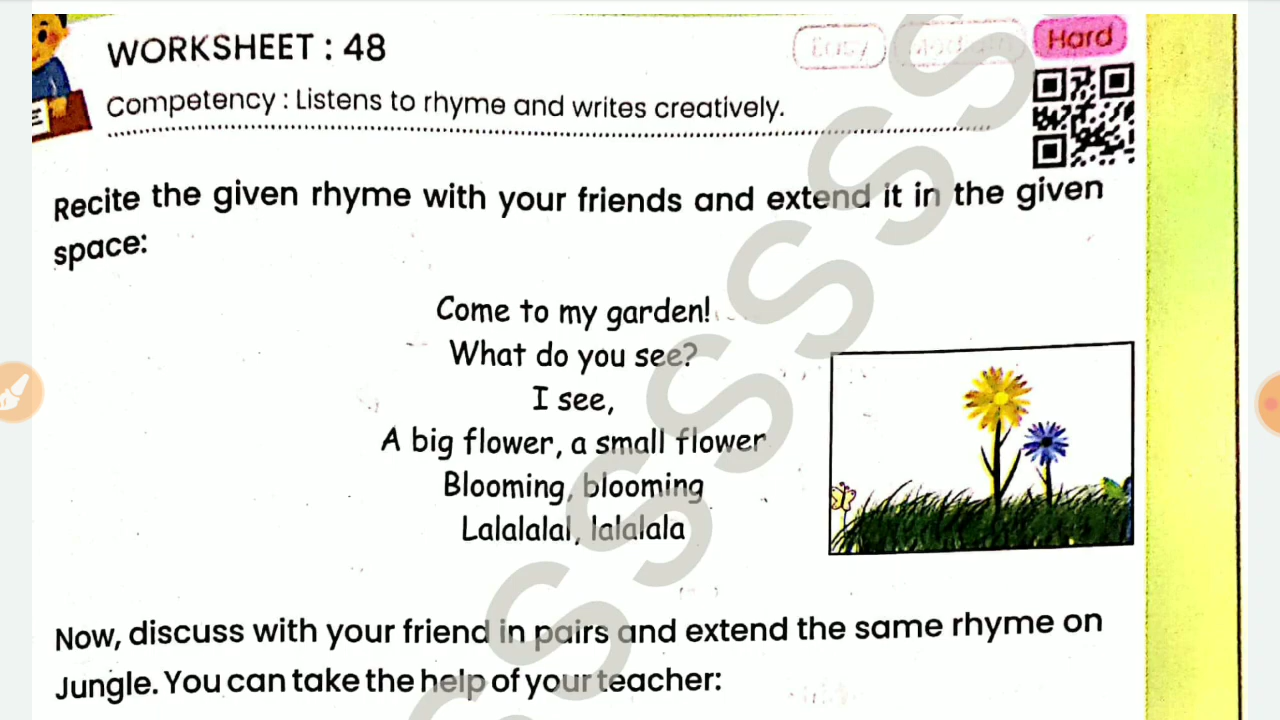 WORKSHEET : 48
Hard
Competency : Listens to rhyme and writes creatively.
Recite the given rhyme with your friends and extend it in the given
space:
Come to my garden!
What do you see?
I see,
A big flower, a small flower
Blooming, blooming
Lalalalal, lalalala
Now, discuss with your friend in pairs and extend the same rhyme on
Jungle. You can take the help of your teacher: